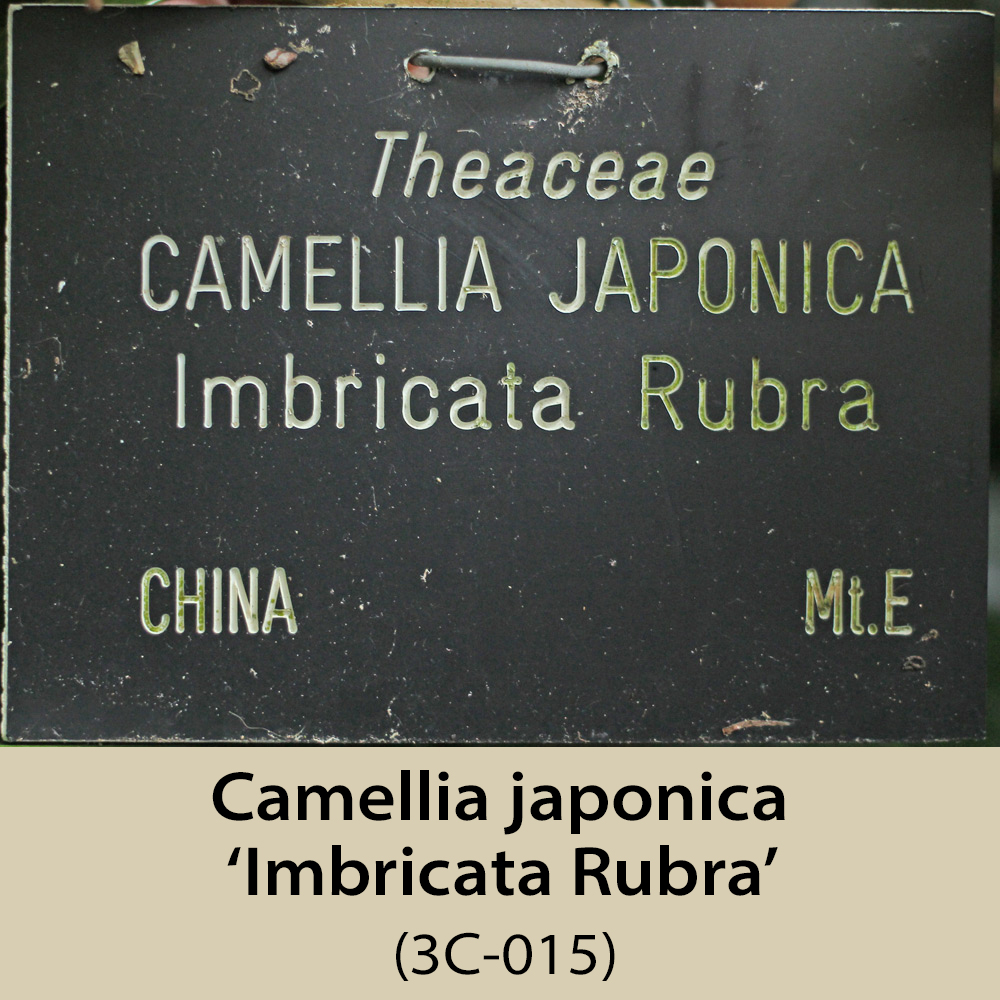 Theaceae
CAMELLIA JAPONICA
Imbricata Rubra
CHINA Mt.E
Camellia japonica
‘Imbricata Rubra’
(3C-015)